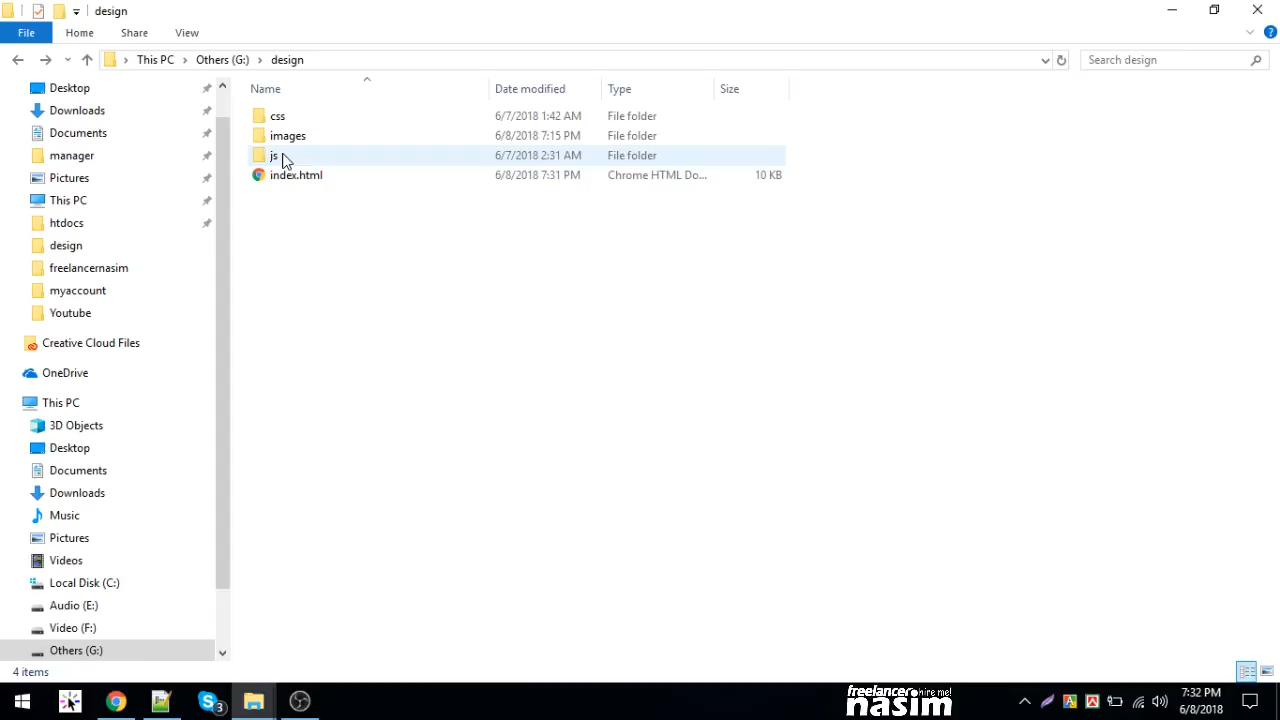 design
File
Home
Share
View
This PC
Others (G:)
design
Search design
Name
Date modified
Type
Size
css
6/7/2018 1:42 AM
File folder
images
6/8/2018 7:15 PM
File folder
js
6/7/2018 2:31 AM
File folder
index.html
6/8/2018 7:31 PM
Chrome HTML Do...
10 KB
Desktop
Downloads
Documents
manager
Pictures
This PC
htdocs
design
freelancernasim
myaccount
Youtube
Creative Cloud Files
OneDrive
This PC
3D Objects
Desktop
Documents
Downloads
Music
Pictures
Videos
Local Disk (C:)
Audio (E:)
Video (F:)
Others (G:)
4 items
3
freelancer hire me!
nasim
7:32 PM
6/8/2018